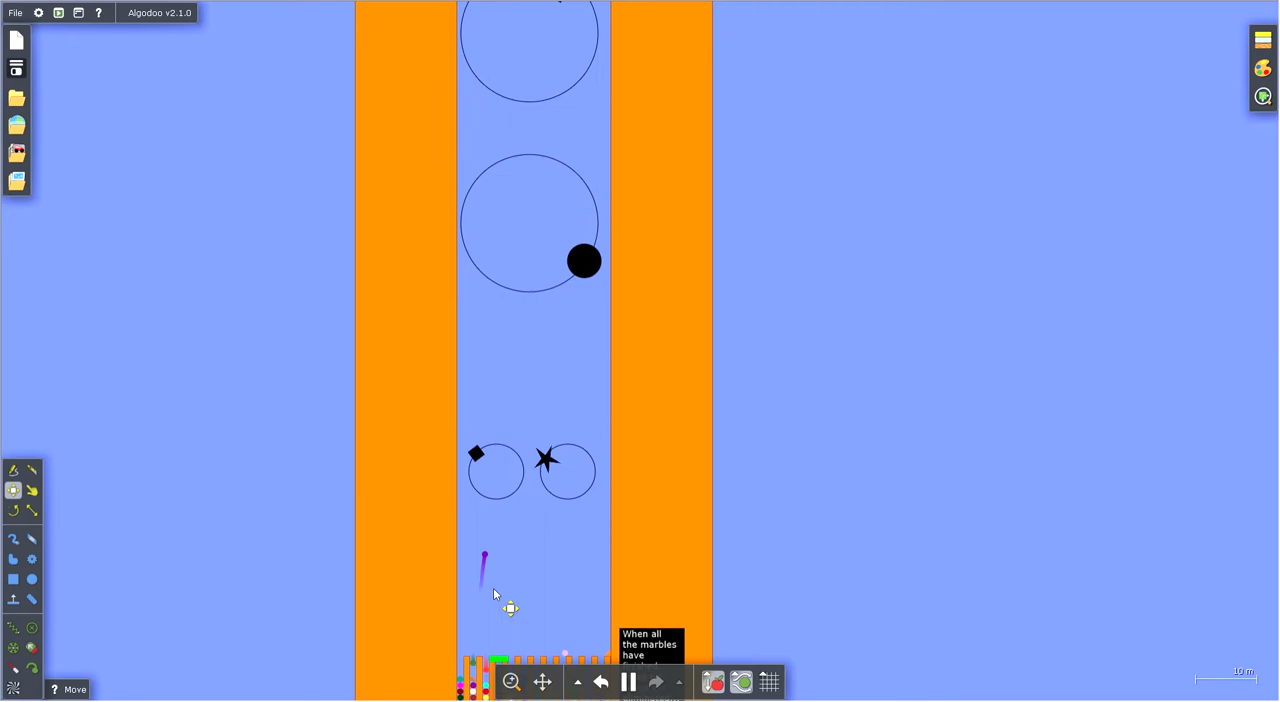 File
?
Algodoo v2.1.0
When all
the marbles
have
? Move
10 m